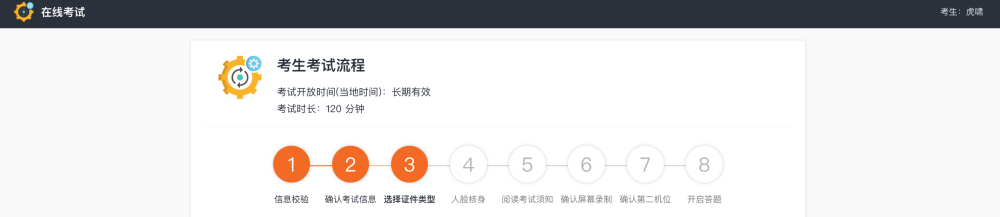 在线考试
考生：虎啸
考生考试流程
考试开放时间(当地时间)：长期有效
考试时长：120 分钟
1 2 3 4 5 6 7 8
信息校验 确认考试信息 选择证件类型 人脸核身 阅读考试须知 确认屏幕录制 确认第二机位 开启答题